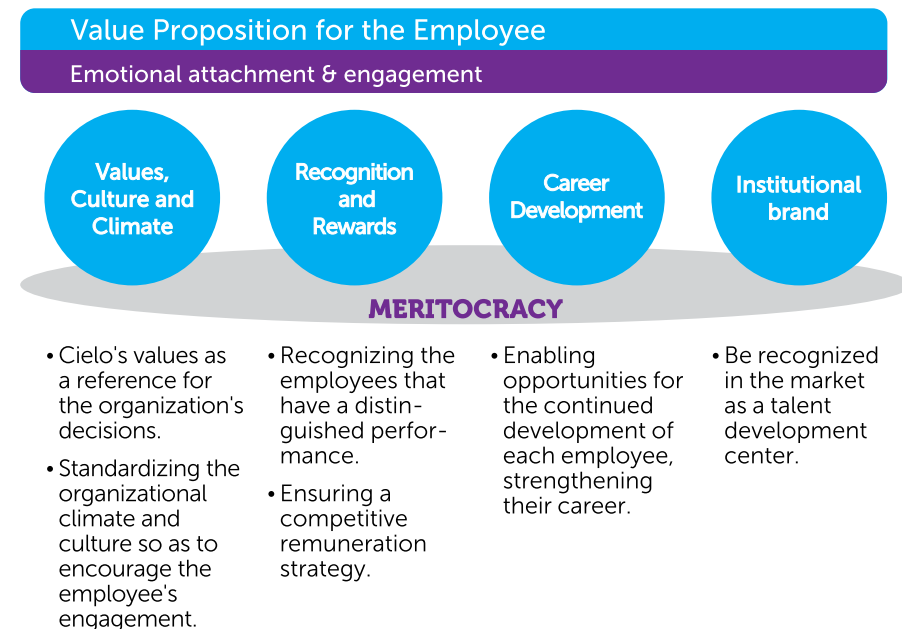 Value Proposition for the Employee
Emotional attachment & engagement
Values,
Culture and
Climate
Recognition
and
Rewards
Career
Development
Institutional
brand
MERITOCRACY
• Cielo's values as
a reference for
the organization's
decisions.
• Standardizing the
organizational
climate and
culture so as to
encourage the
employee's
engagement.
• Recognizing the
employees that
have a distin-
guished perfor-
mance.
• Ensuring a
competitive
remuneration
strategy.
• Enabling
opportunities for
the continued
development of
each employee,
strengthening
their career.
• Be recognized
in the market
as a talent
development
center.